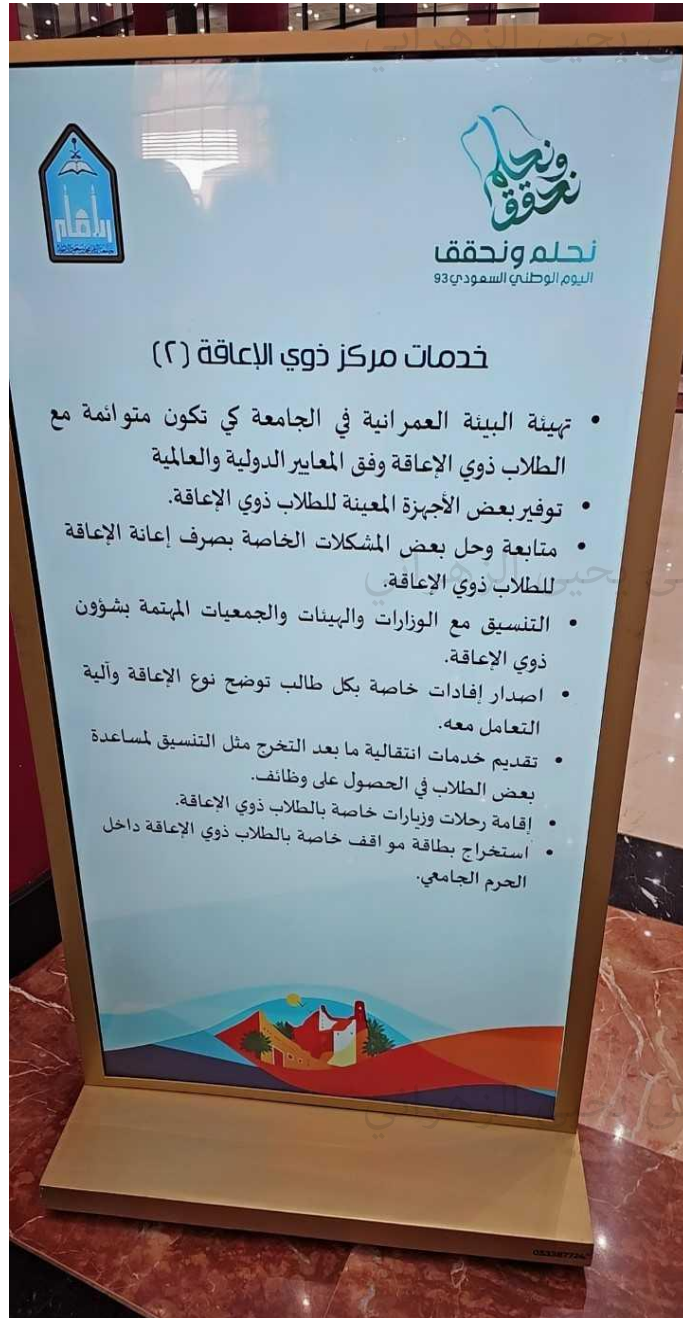 ونحلم
نحقق
نحلم ونحقق
اليوم الوطني السعودي 93
الإمام
خدمات مركز ذوي الإعاقة (٢)
• تهيئة البيئة العمرانية في الجامعة كي تكون متوائمة مع
الطلاب ذوي الإعاقة وفق المعايير الدولية والعالمية
• توفير بعض الأجهزة المعينة للطلاب ذوي الإعاقة.
• متابعة وحل بعض المشكلات الخاصة بصرف إعانة الإعاقة
للطلاب ذوي الإعاقة.
• التنسيق مع الوزارات والهيئات والجمعيات المهتمة بشؤون
ذوي الإعاقة.
• اصدار إفادات خاصة بكل طالب توضح نوع الإعاقة وآلية
التعامل معه.
• تقديم خدمات انتقالية ما بعد التخرج مثل التنسيق لمساعدة
بعض الطلاب في الحصول على وظائف.
• إقامة رحلات وزيارات خاصة بالطلاب ذوي الإعاقة.
• استخراج بطاقة مواقف خاصة بالطلاب ذوي الإعاقة داخل
الحرم الجامعي.
يحيى الزهراني